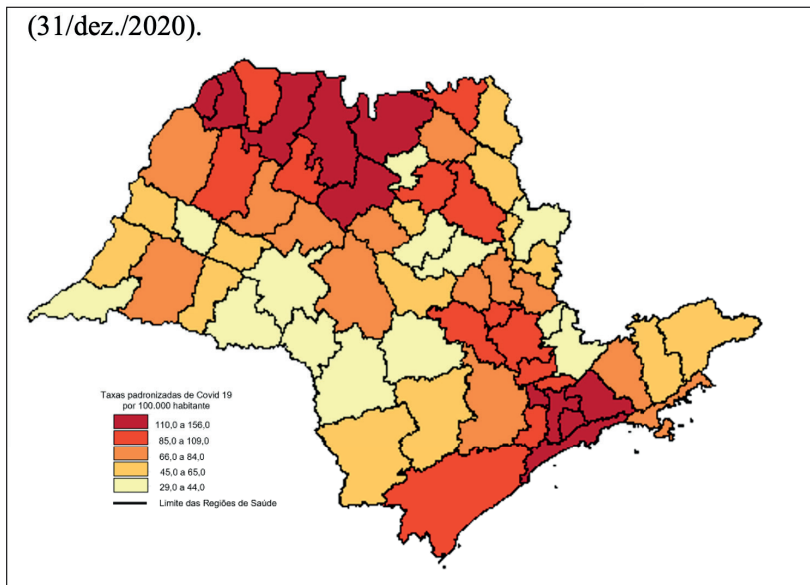 (31/dez./2020).
Taxas padronizadas de Covid 19
por 100.000 habitante
110,0 a 156,0
85,0 a 109,0
66,0 a 84,0
45,0 a 65,0
29,0 a 44,0
Limite das Regiões de Saúde